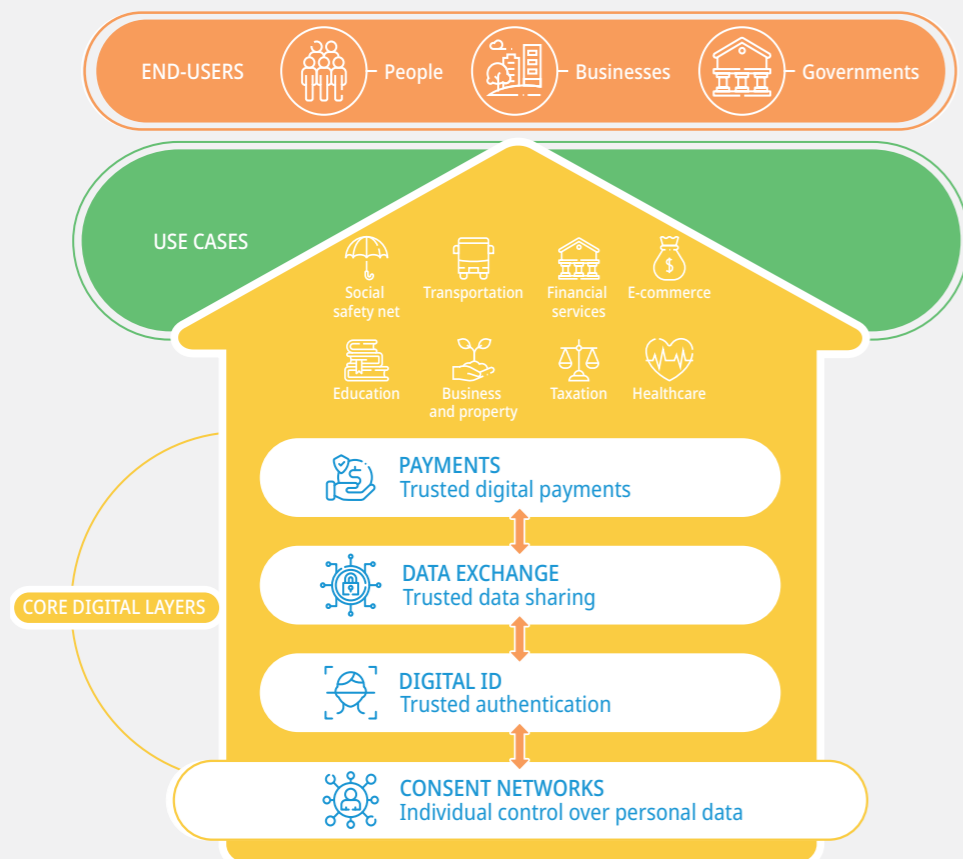 END-USERS
People
Businesses
Governments
USE CASES
Social
safety net
Transportation
Financial
services
E-commerce
Education
Business
and property
Taxation
Healthcare
CORE DIGITAL LAYERS
PAYMENTS
Trusted digital payments
DATA EXCHANGE
Trusted data sharing
DIGITAL ID
Trusted authentication
CONSENT NETWORKS
Individual control over personal data